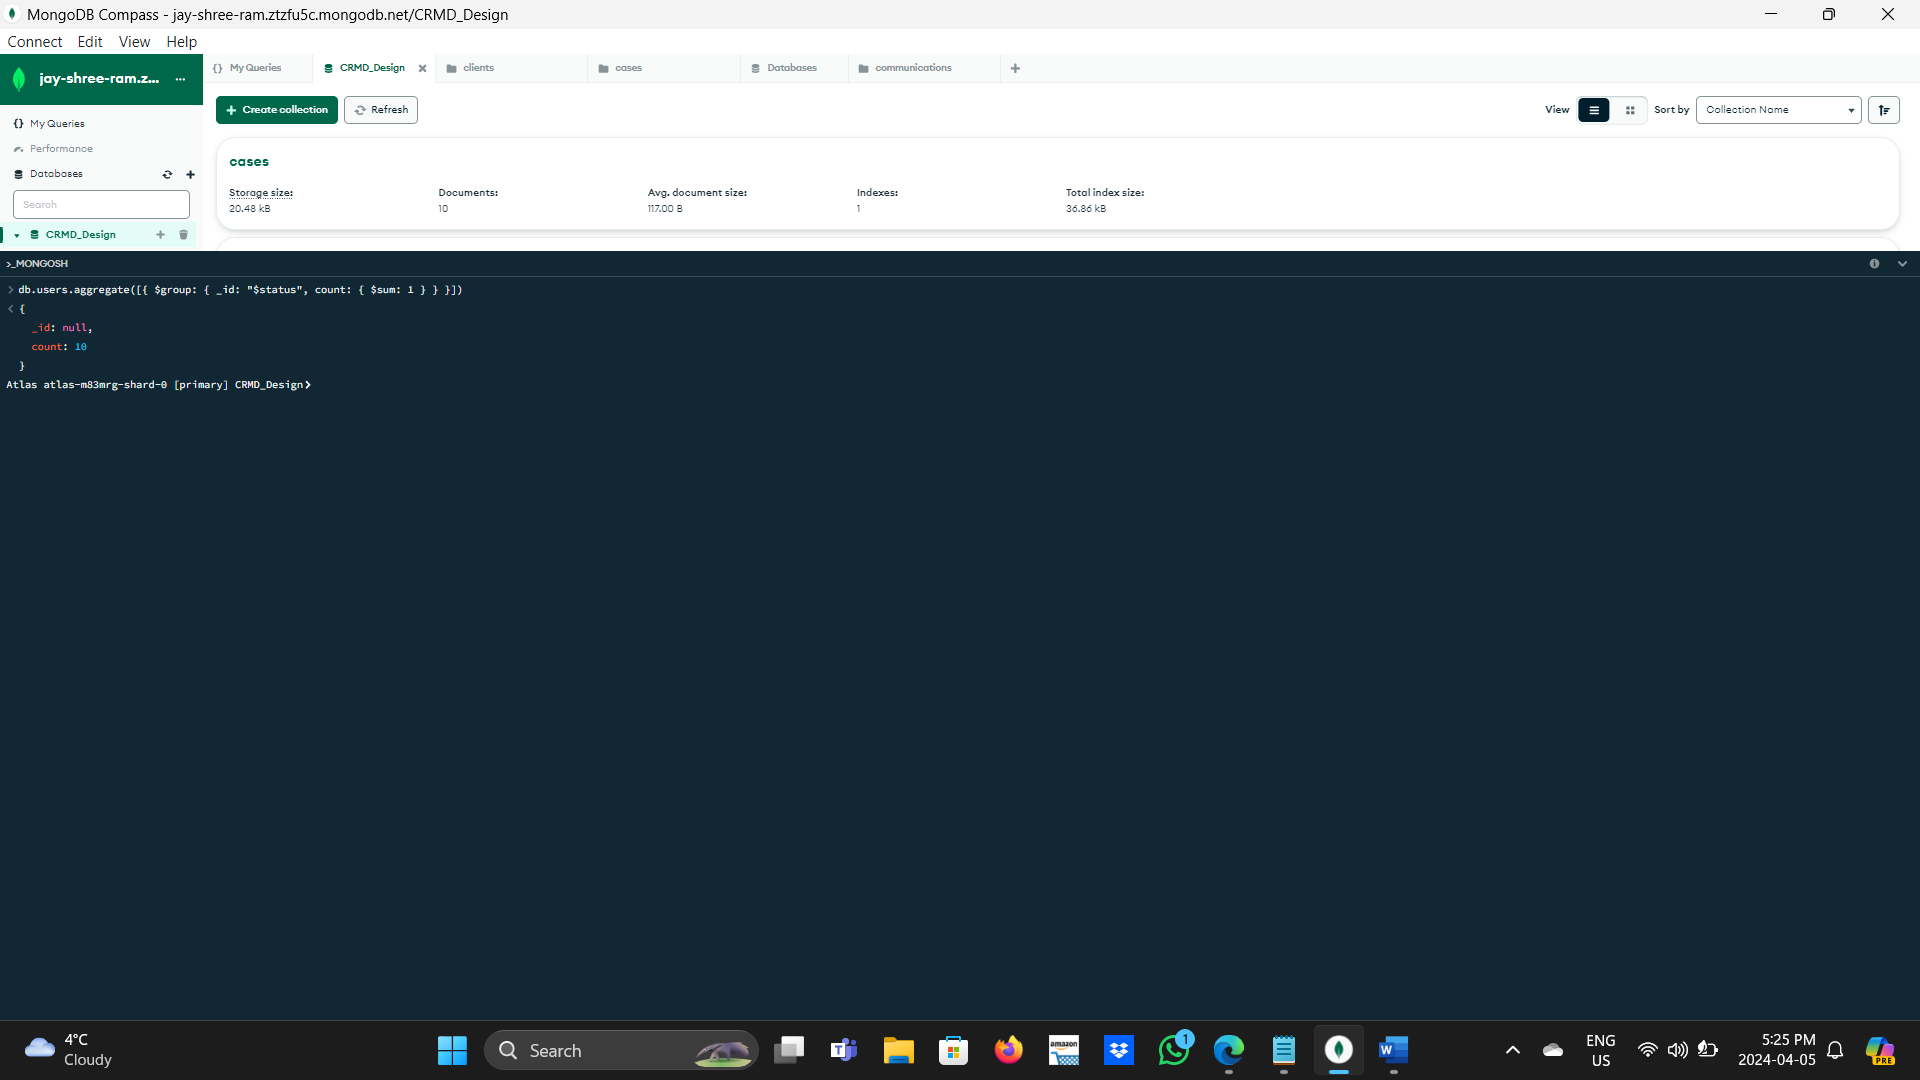 MongoDB Compass - jay-shree-ram.ztzfu5c.mongodb.net/CRMD_Design
Connect Edit View Help
jay-shree-ram.z... ...
{} My Queries
CRMD_Design
clients
cases
Databases
communications
+ Create collection
Refresh
View
Sort by
Collection Name
{} My Queries
Performance
Databases
Search
CRMD_Design
cases
Storage size: Documents: Avg. document size: Indexes: Total index size:
20.48 kB 10 117.00 B 1 36.86 kB
>_MONGOSH
> db.users.aggregate([{ $group: { _id: "$status", count: { $sum: 1 } } }])
< {
_id: null,
count: 10
}
Atlas atlas-m83mrg-shard-0 [primary] CRMD_Design>
4°C
Cloudy
Search
amazon
1
ENG
US
5:25 PM
2024-04-05
PRE